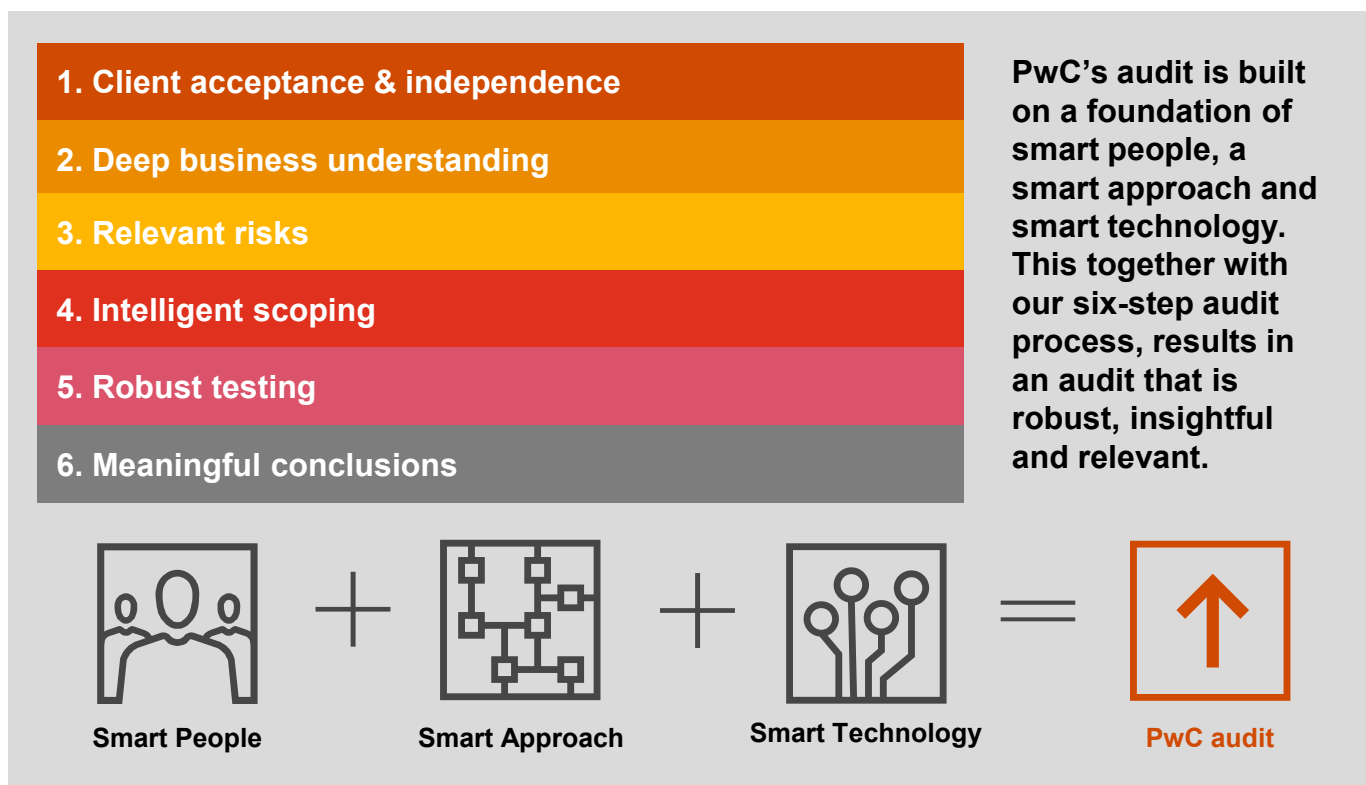 1. Client acceptance & independence
2. Deep business understanding
3. Relevant risks
4. Intelligent scoping
5. Robust testing
6. Meaningful conclusions
PwC’s audit is built
on a foundation of
smart people, a
smart approach and
smart technology.
This together with
our six-step audit
process, results in
an audit that is
robust, insightful
and relevant.
Smart People
Smart Approach
Smart Technology
PwC audit